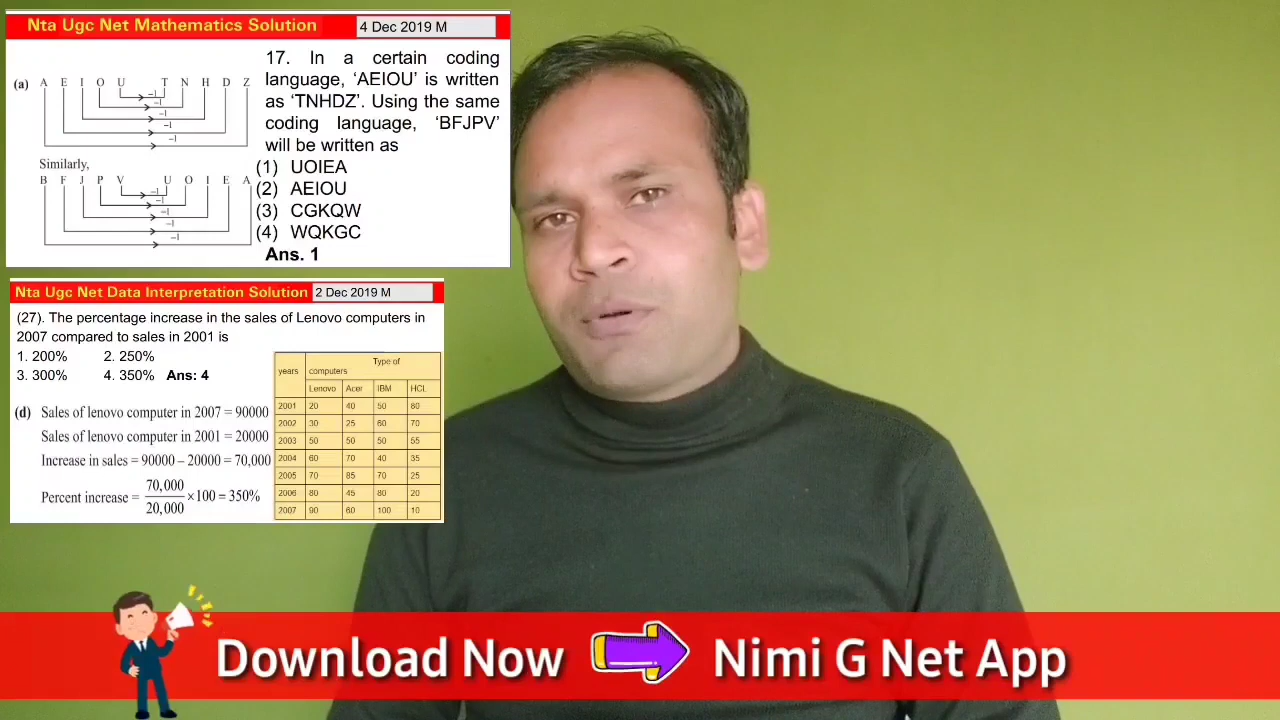 Nta Ugc Net Mathematics Solution 4 Dec 2019 M
(a) A E I O U T N H D Z
-1
-1
-1
-1
-1
Similarly,
B F J P V U O I E A
-1
-1
-1
-1
-1
17. In a certain coding
language, ‘AEIOU’ is written
as ‘TNHDZ’. Using the same
coding language, ‘BFJPV’
will be written as
(1) UOIEA
(2) AEIOU
(3) CGKQW
(4) WQKGC
Ans. 1
Nta Ugc Net Data Interpretation Solution 2 Dec 2019 M
(27). The percentage increase in the sales of Lenovo computers in
2007 compared to sales in 2001 is
1. 200% 2. 250%
3. 300% 4. 350% Ans: 4
(d) Sales of lenovo computer in 2007 = 90000
Sales of lenovo computer in 2001 = 20000
Increase in sales = 90000 – 20000 = 70,000
Percent increase = 70,000/20,000 ×100 = 350%
years Type of computers
Lenovo Acer IBM HCL
2001 20 40 50 80
2002 30 25 60 70
2003 50 50 50 55
2004 60 70 40 35
2005 70 85 70 25
2006 80 45 80 20
2007 90 60 100 10
Download Now Nimi G Net App